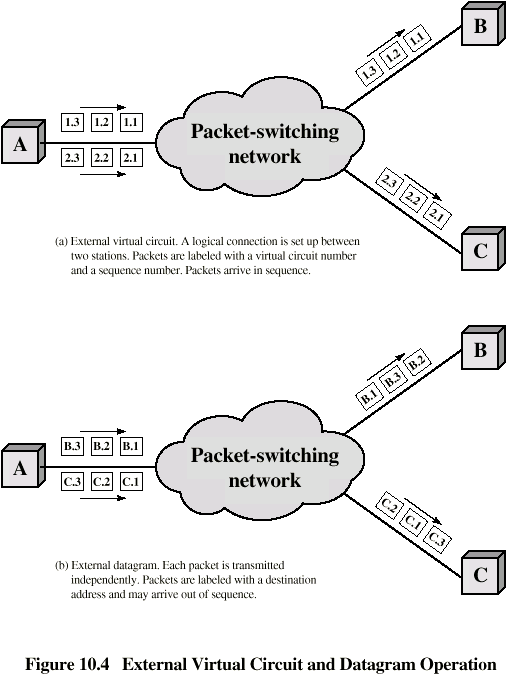 B
1.3 1.2 1.1
1.3 1.2 1.1
A
Packet-switching
network
2.3 2.2 2.1
2.3 2.2 2.1
C
(a) External virtual circuit. A logical connection is set up between
two stations. Packets are labeled with a virtual circuit number
and a sequence number. Packets arrive in sequence.
B
B.1 B.3 B.2
B.3 B.2 B.1
A
Packet-switching
network
C.3 C.2 C.1
C.2 C.1 C.3
C
(b) External datagram. Each packet is transmitted
independently. Packets are labeled with a destination
address and may arrive out of sequence.
Figure 10.4 External Virtual Circuit and Datagram Operation